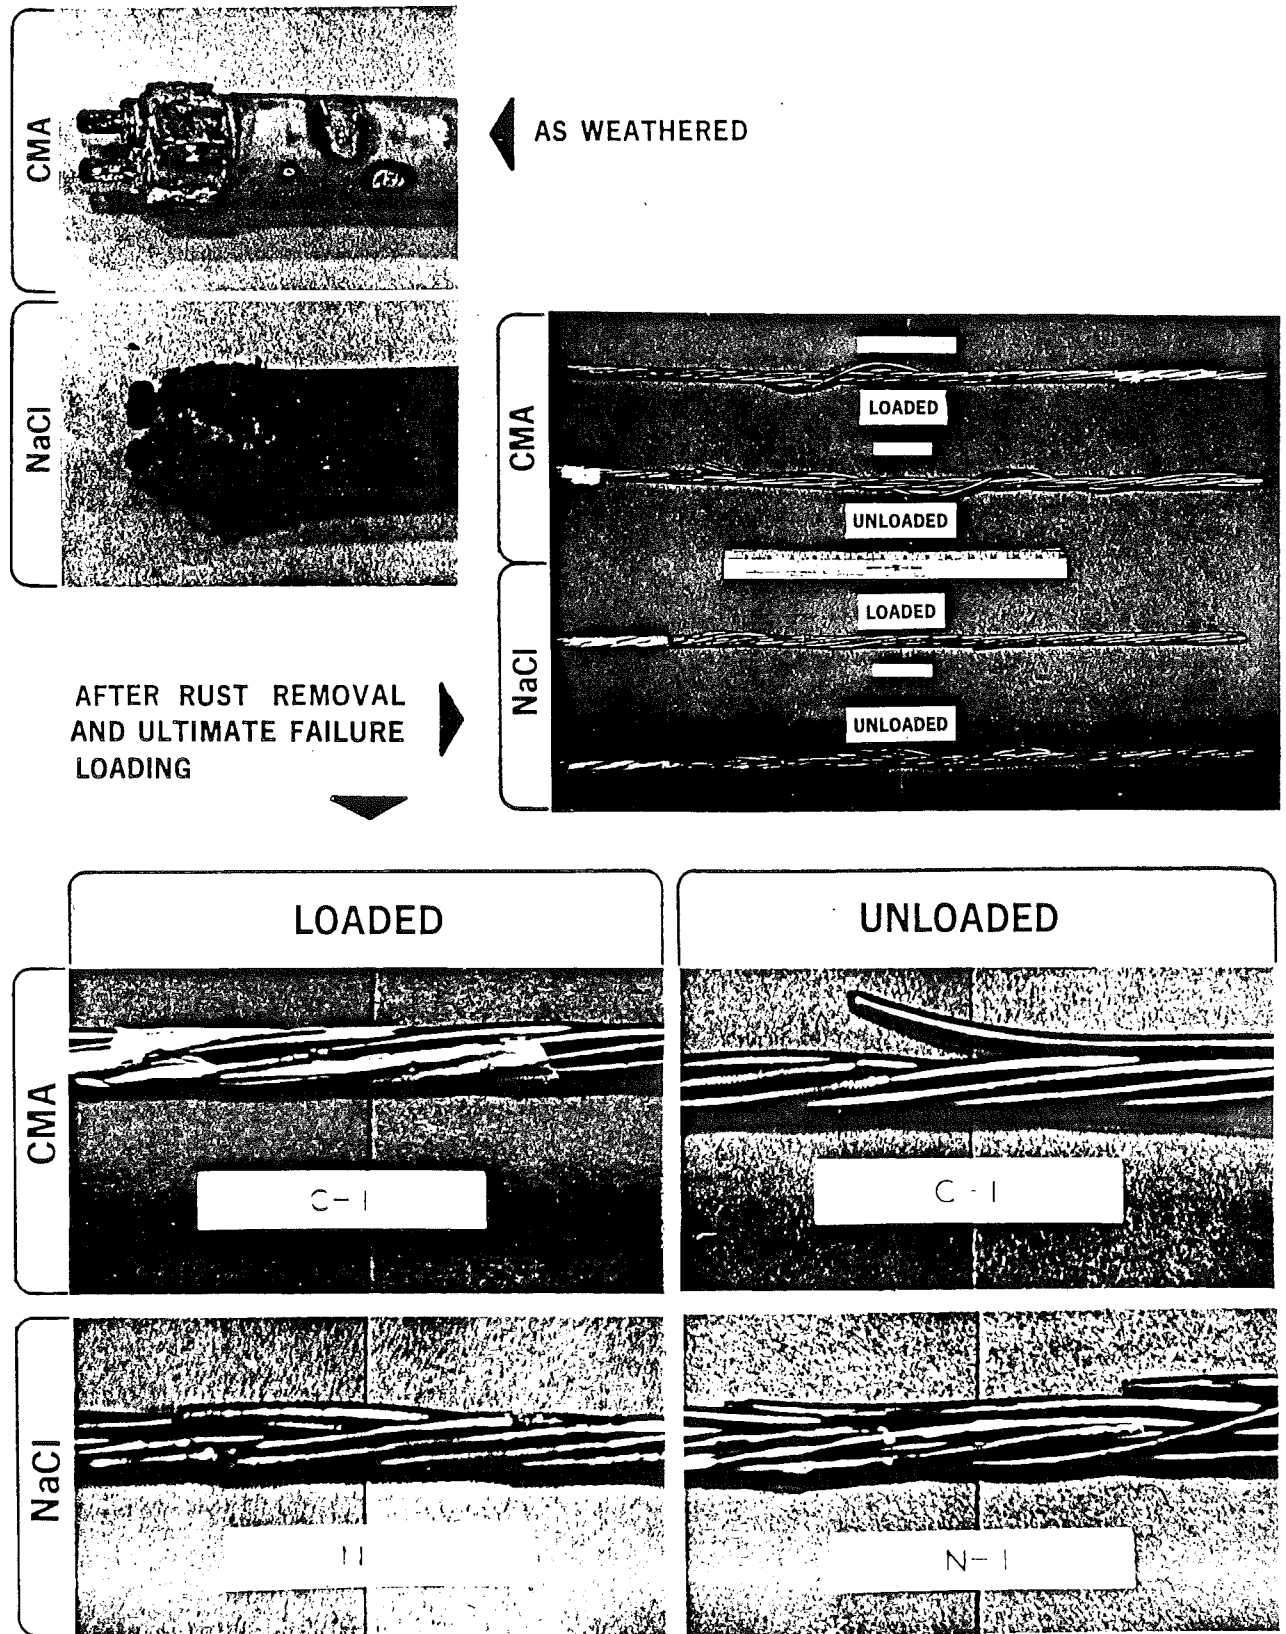 CMA
AS WEATHERED
NaCl
CMA
LOADED
UNLOADED
NaCl
LOADED
UNLOADED
AFTER RUST REMOVAL
AND ULTIMATE FAILURE
LOADING
LOADED
UNLOADED
CMA
C-1
C-1
NaCl
N-1